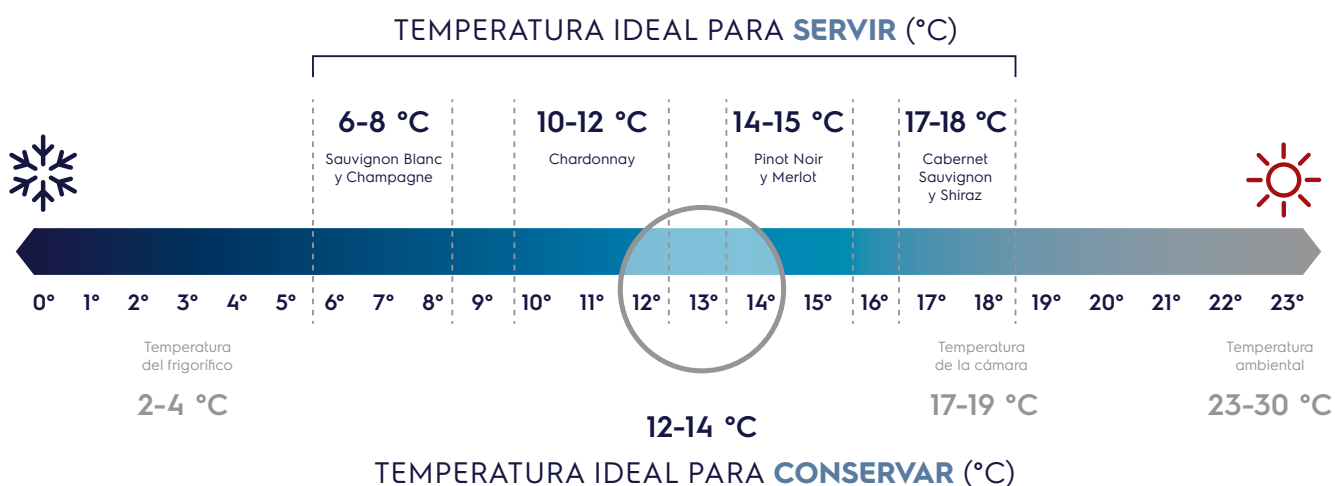 TEMPERATURA IDEAL PARA SERVIR (°C)
6-8 °C
Sauvignon Blanc
y Champagne
10-12 °C
Chardonnay
14-15 °C
Pinot Noir
y Merlot
17-18 °C
Cabernet
Sauvignon
y Shiraz
0° 1° 2° 3° 4° 5° 6° 7° 8° 9° 10° 11° 12° 13° 14° 15° 16° 17° 18° 19° 20° 21° 22° 23°
Temperatura
del frigorífico
2-4 °C
Temperatura
de la cámara
17-19 °C
Temperatura
ambiental
23-30 °C
12-14 °C
TEMPERATURA IDEAL PARA CONSERVAR (°C)